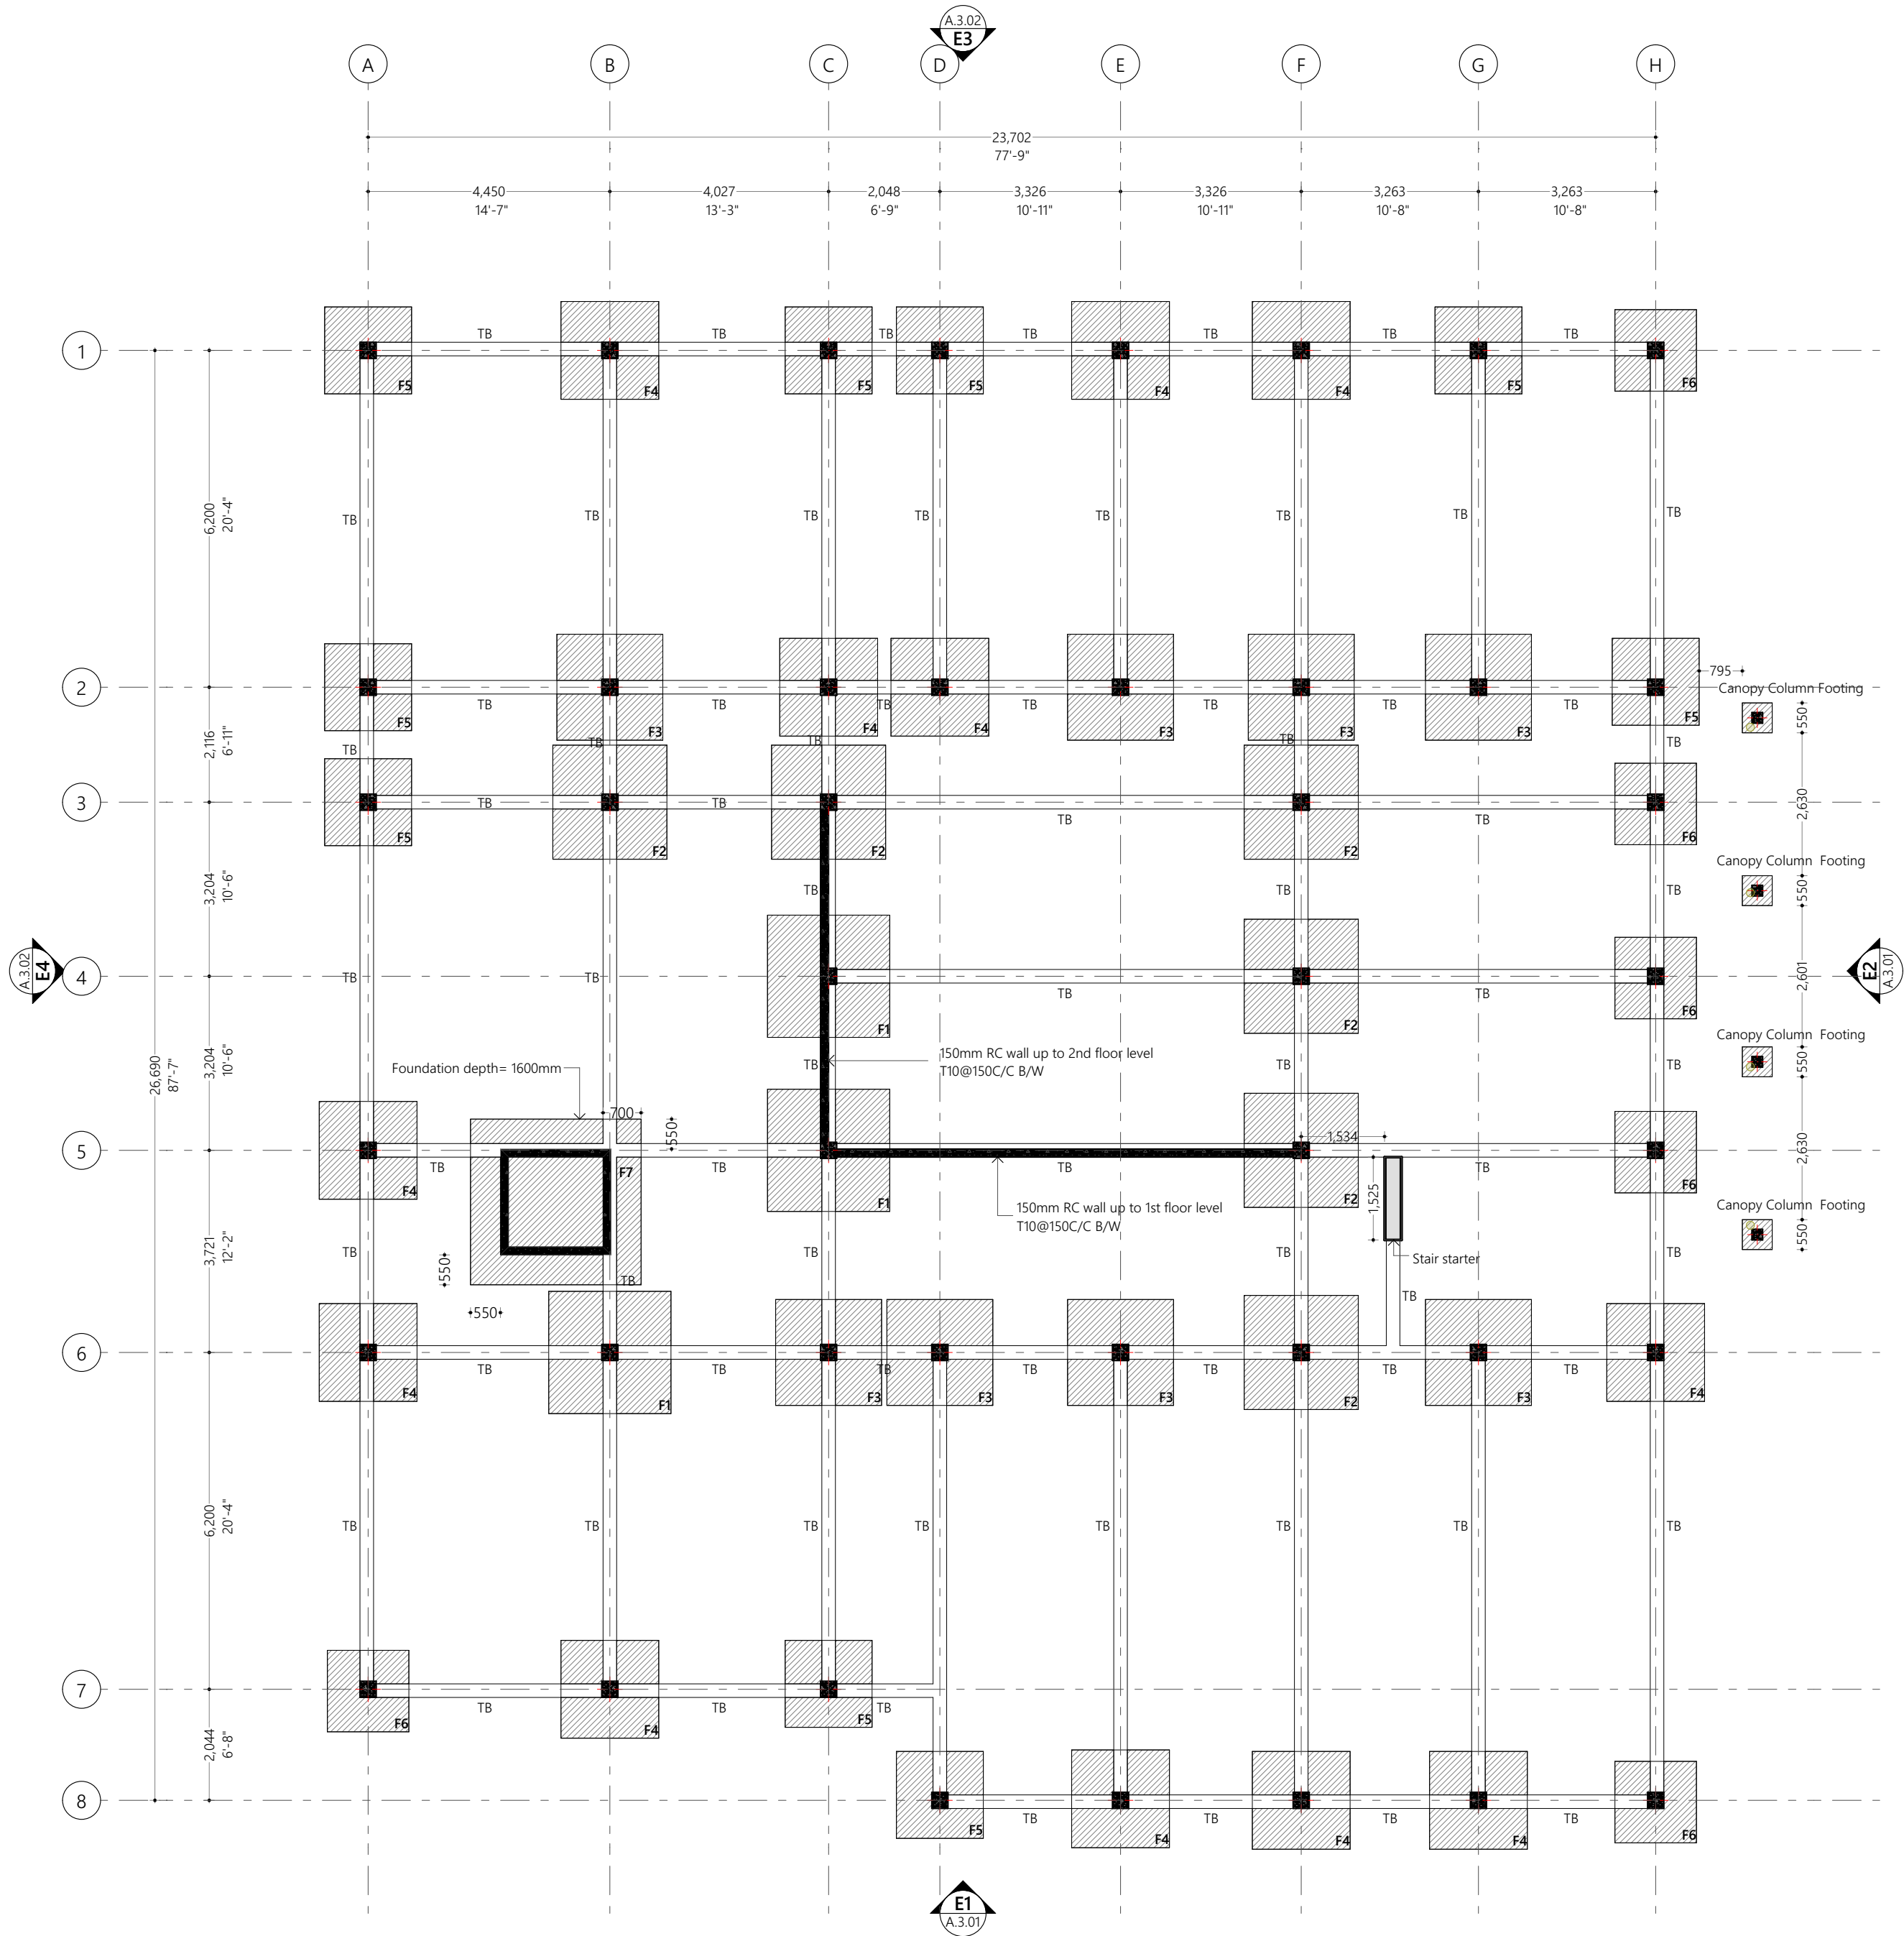 A.3.02
E3
A
B
C
D
E
F
G
H
23,702
77'-9"
4,450
4,027
2,048
3,326
3,326
3,263
3,263
14'-7"
13'-3"
6'-9"
10'-11"
10'-11"
10'-8"
10'-8"
1
TB
TB
TB
TB
TB
TB
TB
F5
F4
F5
F5
F4
F4
F5
F6
6,200
20'-4"
TB
TB
TB
TB
TB
TB
TB
TB
2
795
Canopy Column Footing
TB
TB
TB
TB
TB
TB
TB
F5
F3
F4
F4
F3
F3
F3
F5
550
2,116
6'-11"
TB
TB
TB
TB
TB
3
TB
TB
TB
TB
2,630
F5
F2
F2
F2
F6
Canopy Column Footing
3,204
10'-6"
TB
TB
550
4
TB
TB
TB
TB
2,601
A.3.02
E4
E2
A.3.01
F1
F2
F6
Canopy Column Footing
150mm RC wall up to 2nd floor level
T10@150C/C B/W
3,204
10'-6"
TB
TB
550
Foundation depth= 1600mm
26,690
87'-7"
700
550
1,534
5
TB
F7
TB
TB
TB
2,630
F4
F1
F2
F6
1,525
150mm RC wall up to 1st floor level
T10@150C/C B/W
Canopy Column Footing
3,721
12'-2"
TB
TB
TB
TB
550
Stair starter
550
TB
TB
550
6
TB
TB
TB
TB
TB
TB
TB
F4
F1
F3
F3
F3
F2
F3
F4
6,200
20'-4"
TB
TB
TB
TB
TB
TB
TB
TB
7
TB
TB
TB
F6
F4
F5
2,044
6'-8"
8
TB
TB
TB
TB
F5
F4
F4
F4
F6
E1
A.3.01